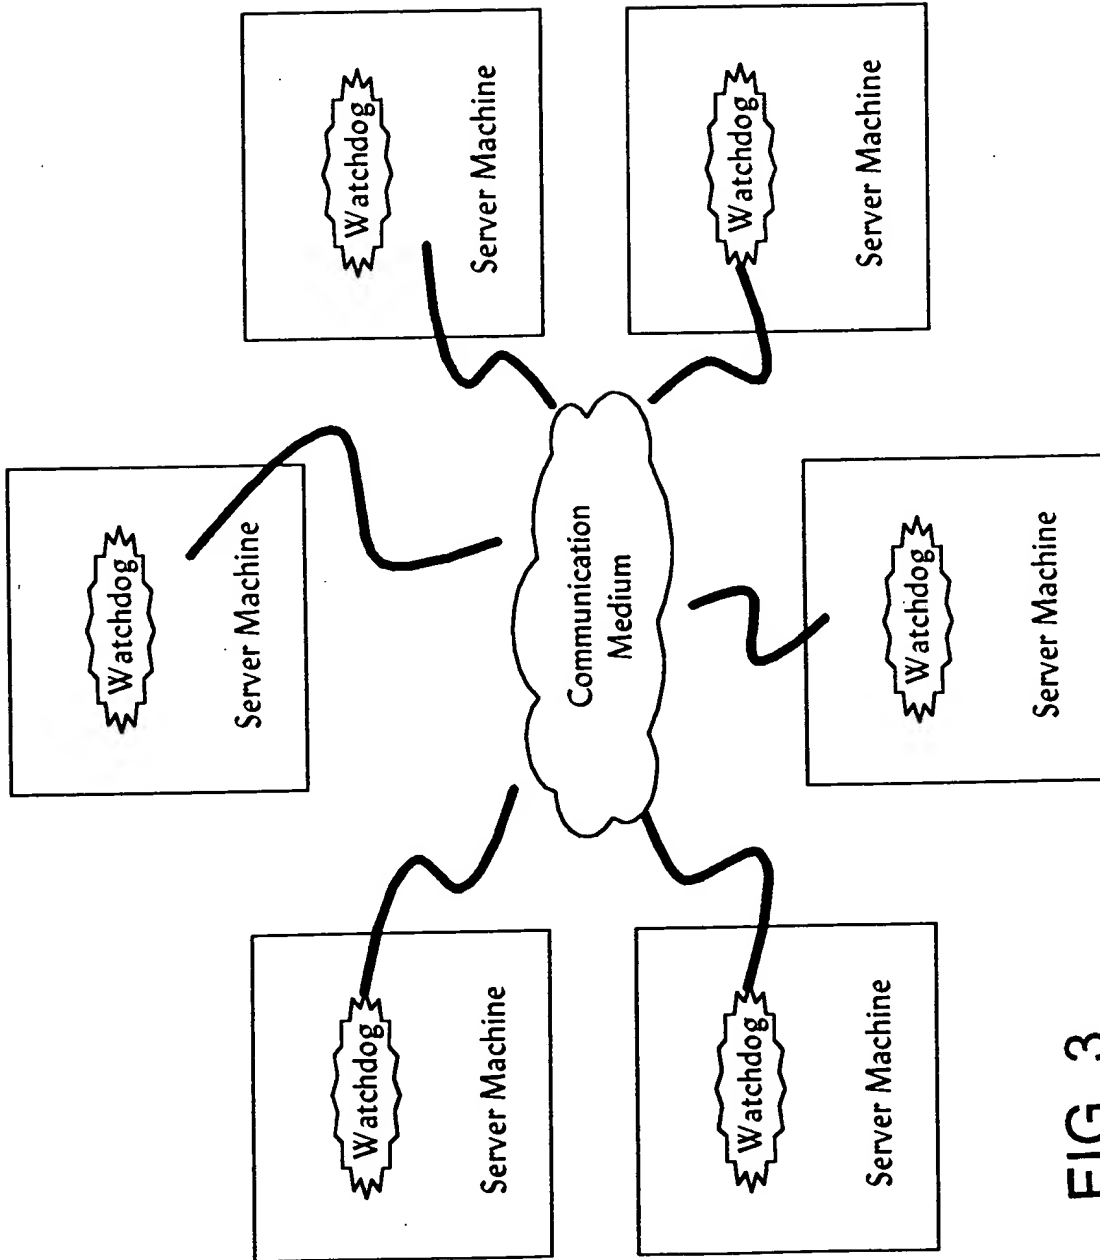 Watchdog
Server Machine
Watchdog
Server Machine
Watchdog
Server Machine
Communication
Medium
Watchdog
Server Machine
Watchdog
Server Machine
Watchdog
Server Machine
FIG. 3